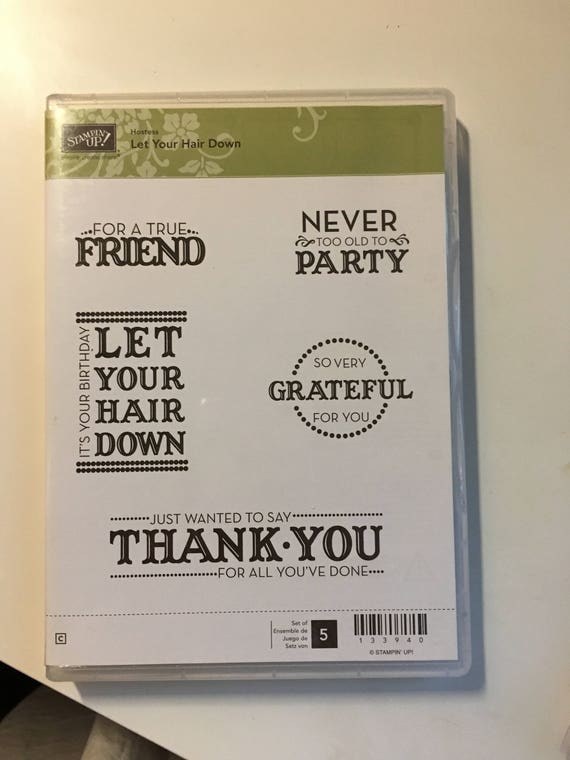 STAMPIN' UP!
Hostess
Let Your Hair Down
FOR A TRUE
FRIEND
NEVER
TOO OLD TO
PARTY
IT'S YOUR BIRTHDAY
LET
YOUR
HAIR
DOWN
SO VERY
GRATEFUL
FOR YOU
JUST WANTED TO SAY
THANK·YOU
FOR ALL YOU'VE DONE
C
Set of
Ensemble de
Juego de
Satz von
5
133940
© STAMPIN' UP!